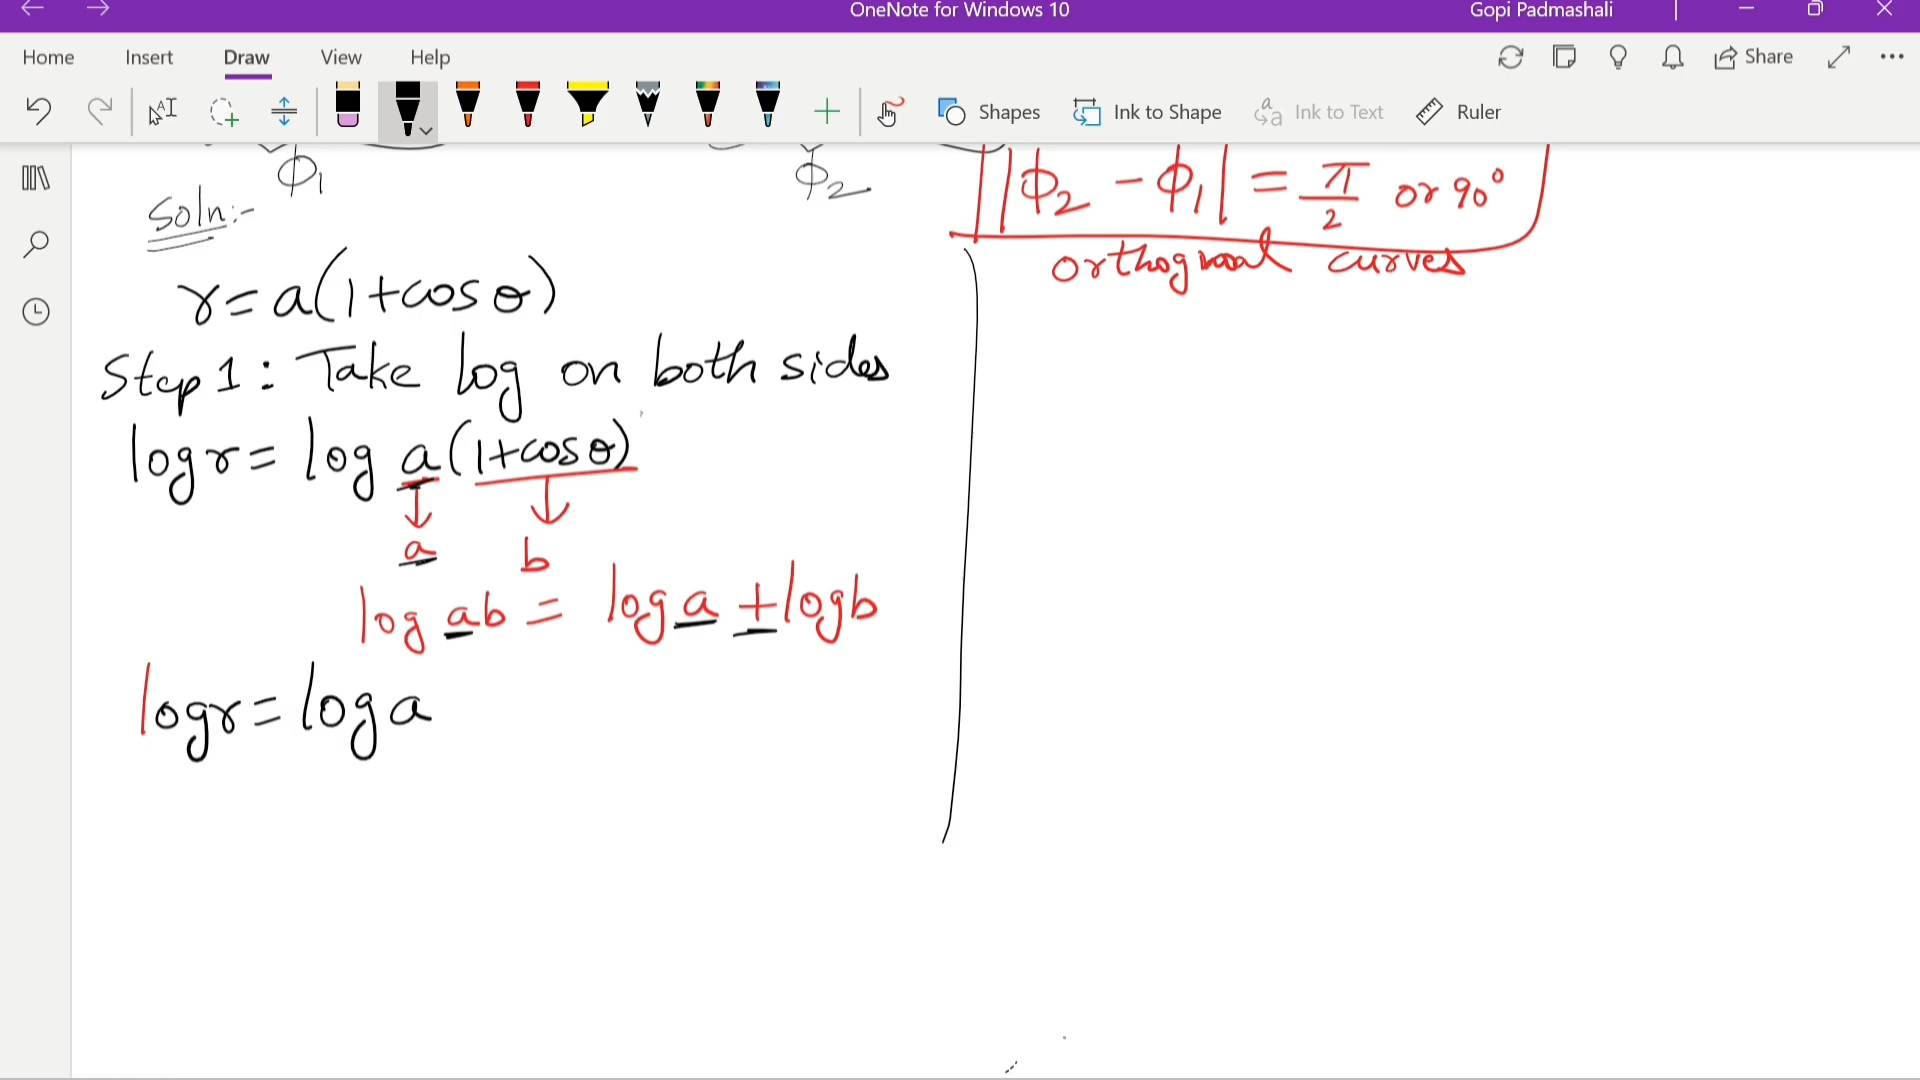 OneNote for Windows 10
Gopi Padmashali
Home Insert Draw View Help
Share
Shapes Ink to Shape Ink to Text Ruler
ϕ1 ϕ2
|ϕ2 - ϕ1| = π/2 or 90°
orthogonal curves
Soln:-
r = a(1+cosθ)
Step 1: Take log on both sides
log r = log a(1+cosθ)
a b
log ab = log a + log b
log r = log a